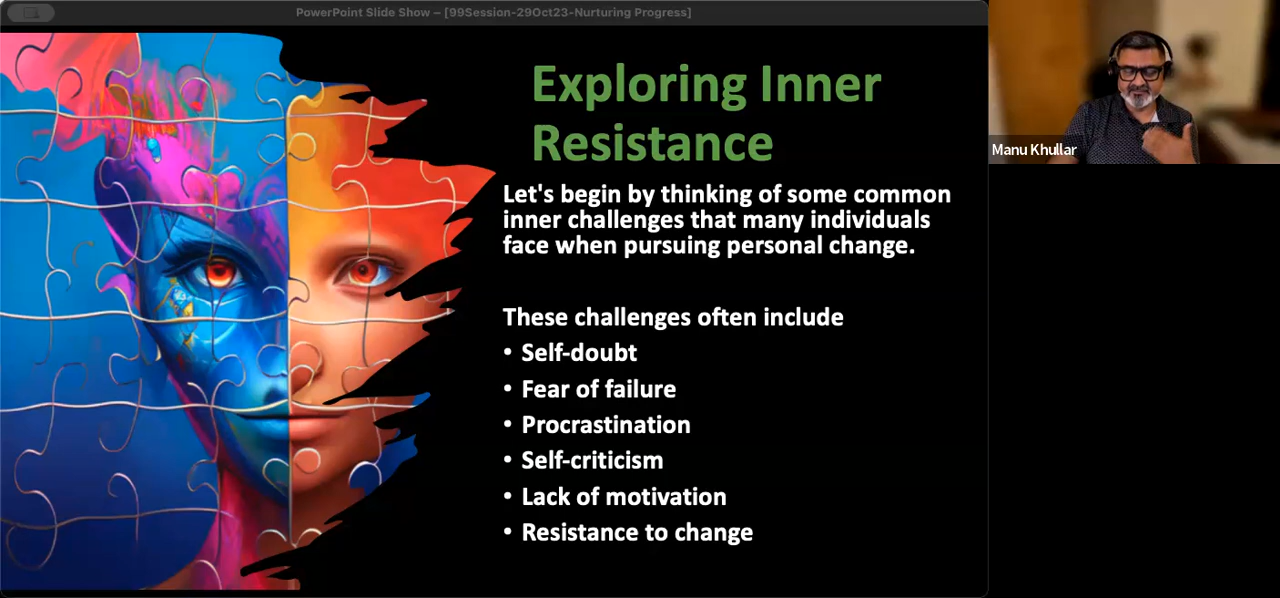 PowerPoint Slide Show – [99Session-29Oct23-Nurturing Progress]
Exploring Inner
Resistance
Let's begin by thinking of some common
inner challenges that many individuals
face when pursuing personal change.
These challenges often include
• Self-doubt
• Fear of failure
• Procrastination
• Self-criticism
• Lack of motivation
• Resistance to change
Manu Khullar